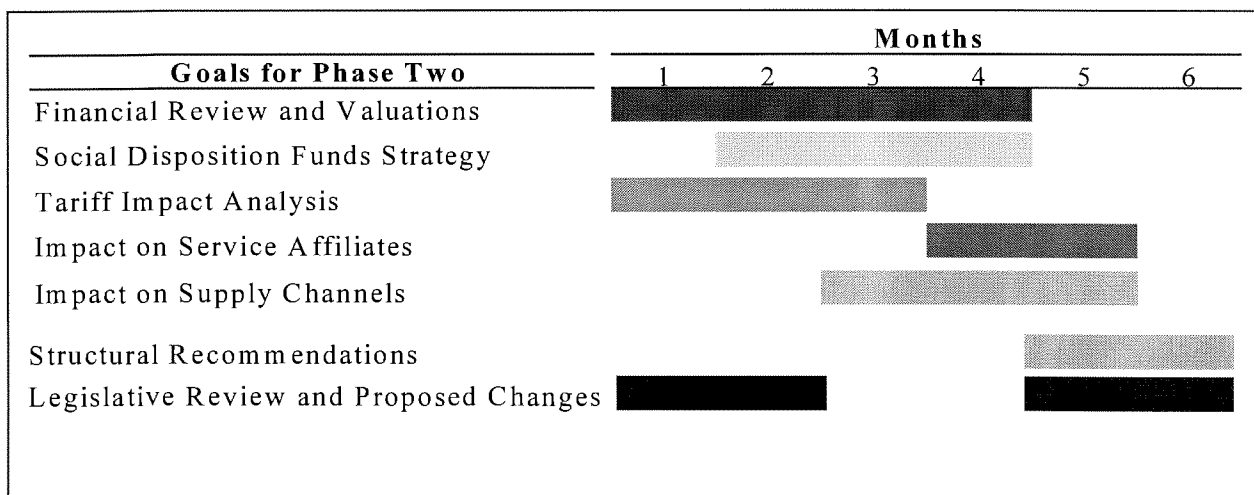 Months
Goals for Phase Two 1 2 3 4 5 6
Financial Review and Valuations
Social Disposition Funds Strategy
Tariff Impact Analysis
Impact on Service Affiliates
Impact on Supply Channels
Structural Recommendations
Legislative Review and Proposed Changes